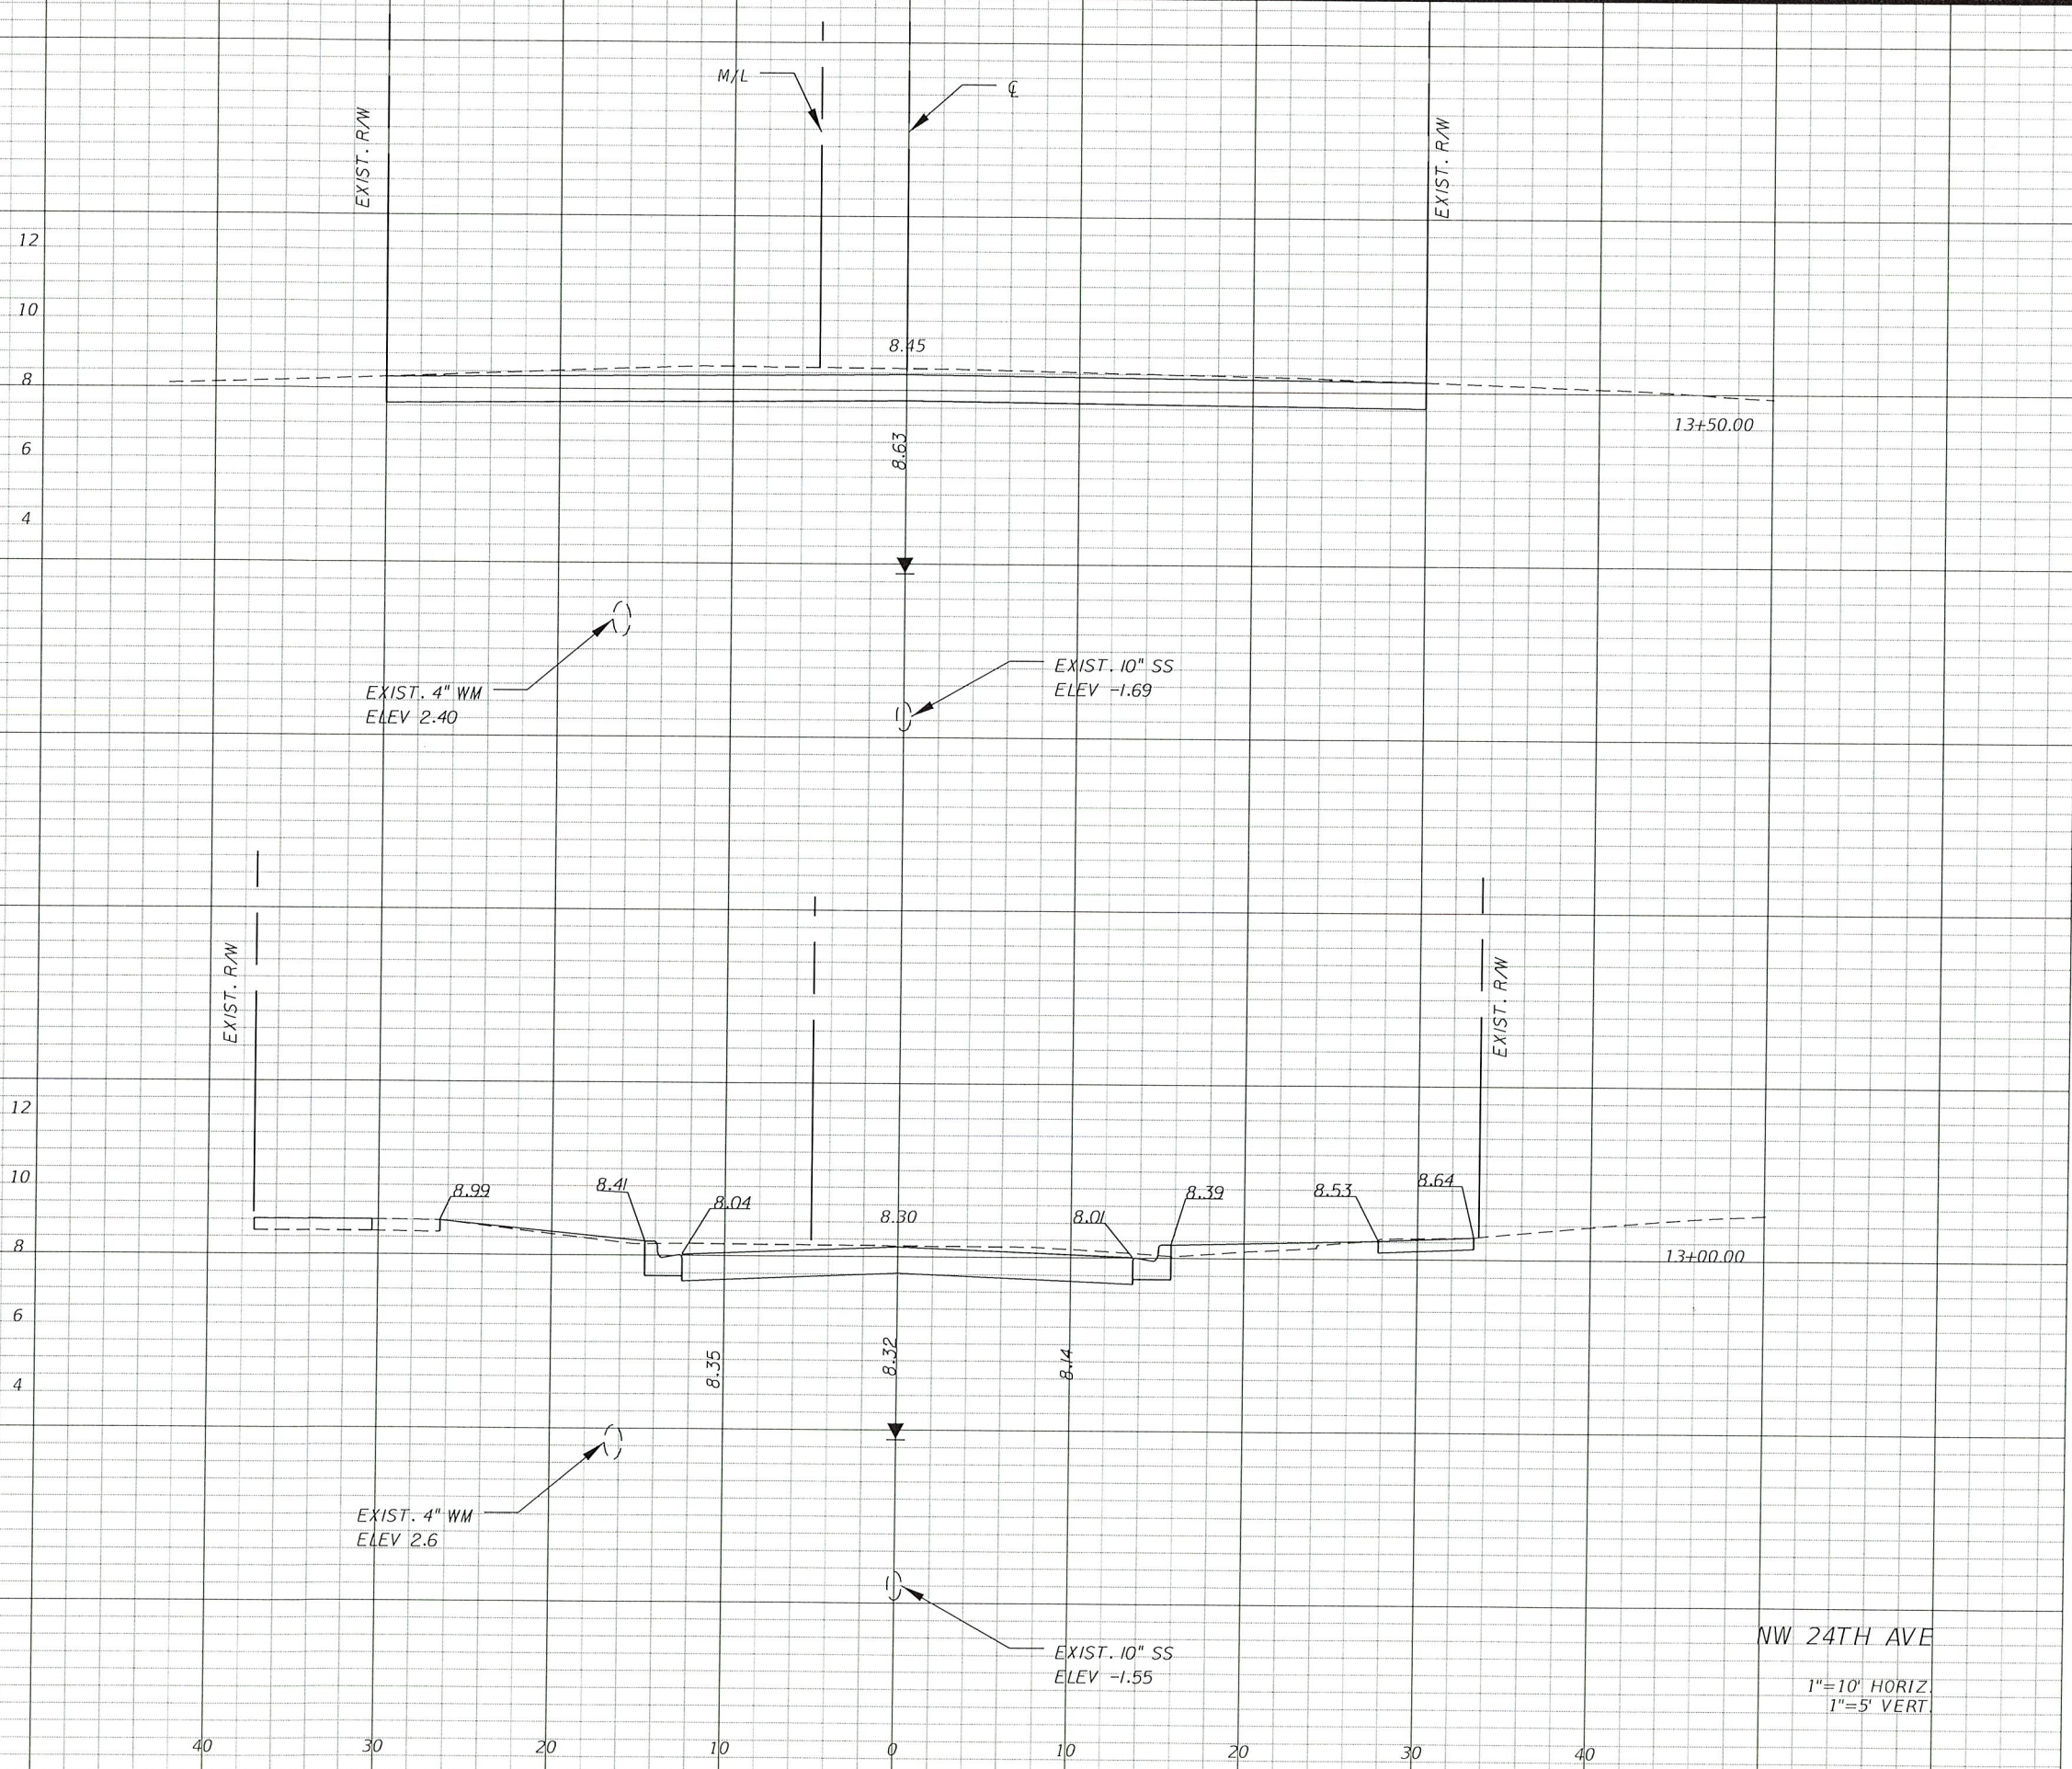 M/L
℄
EXIST. R/W
EXIST. R/W
12
10
8.45
8
13+50.00
6
8.63
4
EXIST. 10" SS
ELEV -1.69
EXIST. 4" WM
ELEV 2.40
EXIST. R/W
EXIST. R/W
12
10
8.99
8.41
8.04
8.30
8.01
8.39
8.53
8.64
8
13+00.00
6
8.35
8.32
8.14
4
EXIST. 4" WM
ELEV 2.6
EXIST. 10" SS
ELEV -1.55
NW 24TH AVE
1"=10' HORIZ.
1"=5' VERT.
40 30 20 10 0 10 20 30 40